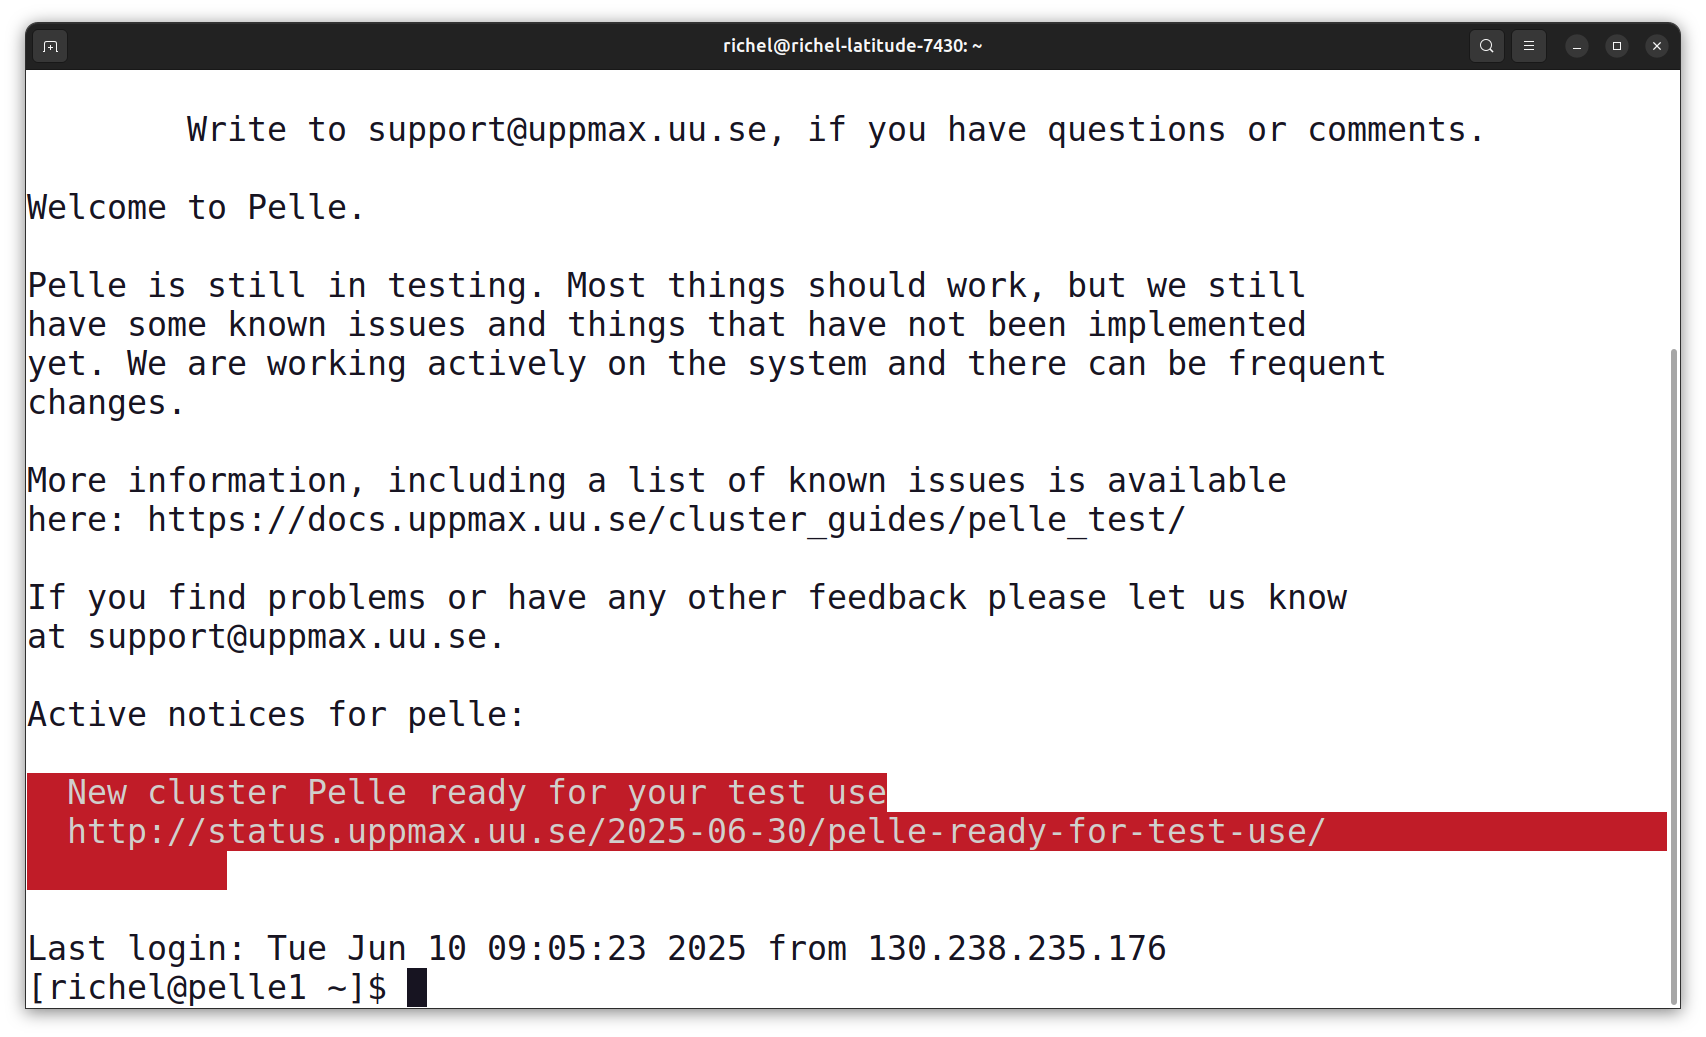 richel@richel-latitude-7430: ~
Write to support@uppmax.uu.se, if you have questions or comments.
Welcome to Pelle.
Pelle is still in testing. Most things should work, but we still
have some known issues and things that have not been implemented
yet. We are working actively on the system and there can be frequent
changes.
More information, including a list of known issues is available
here: https://docs.uppmax.uu.se/cluster_guides/pelle_test/
If you find problems or have any other feedback please let us know
at support@uppmax.uu.se.
Active notices for pelle:
New cluster Pelle ready for your test use
http://status.uppmax.uu.se/2025-06-30/pelle-ready-for-test-use/
Last login: Tue Jun 10 09:05:23 2025 from 130.238.235.176
[richel@pelle1 ~]$